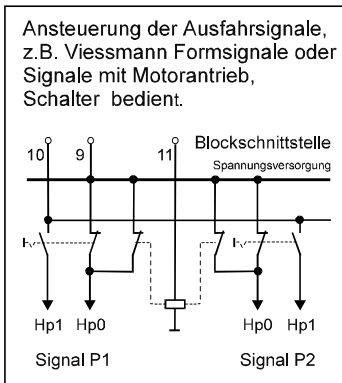 Ansteuerung der Ausfahrsignale,
z.B. Viessmann Formsignale oder
Signale mit Motorantrieb,
Schalter bedient.
10 9 11 Blockschnittstelle
Spannungsversorgung
Hp1 Hp0 Hp0 Hp1
Signal P1 Signal P2